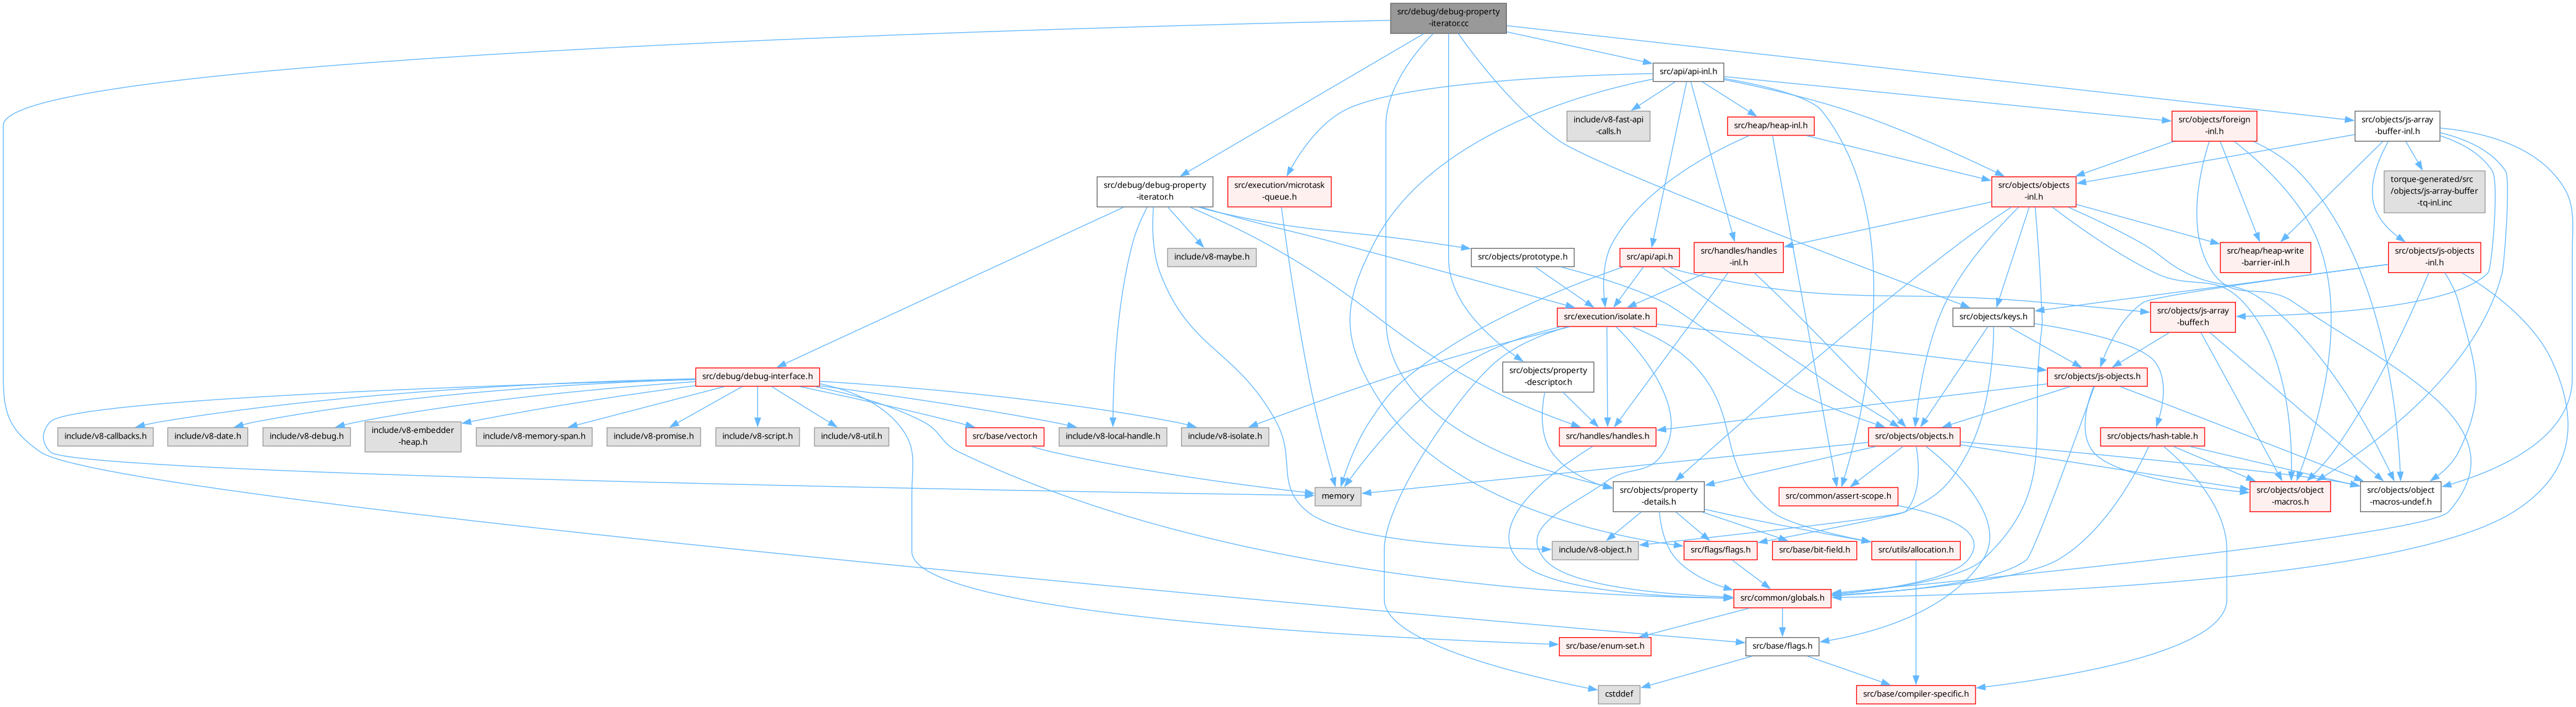 src/debug/debug-property
-iterator.cc
src/api/api-inl.h
include/v8-fast-api
-calls.h
src/heap/heap-inl.h
src/objects/foreign
-inl.h
src/objects/js-array
-buffer-inl.h
src/debug/debug-property
-iterator.h
src/execution/microtask
-queue.h
src/objects/objects
-inl.h
torque-generated/src
/objects/js-array-buffer
-tq-inl.inc
include/v8-maybe.h
src/objects/prototype.h
src/api/api.h
src/handles/handles
-inl.h
src/heap/heap-write
-barrier-inl.h
src/objects/js-objects
-inl.h
src/execution/isolate.h
src/objects/keys.h
src/objects/js-array
-buffer.h
src/debug/debug-interface.h
src/objects/property
-descriptor.h
src/objects/js-objects.h
include/v8-callbacks.h
include/v8-date.h
include/v8-debug.h
include/v8-embedder
-heap.h
include/v8-memory-span.h
include/v8-promise.h
include/v8-script.h
include/v8-util.h
src/base/vector.h
include/v8-local-handle.h
include/v8-isolate.h
src/handles/handles.h
src/objects/objects.h
src/objects/hash-table.h
memory
src/objects/property
-details.h
src/common/assert-scope.h
src/objects/object
-macros.h
src/objects/object
-macros-undef.h
include/v8-object.h
src/flags/flags.h
src/base/bit-field.h
src/utils/allocation.h
src/common/globals.h
src/base/enum-set.h
src/base/flags.h
cstddef
src/base/compiler-specific.h